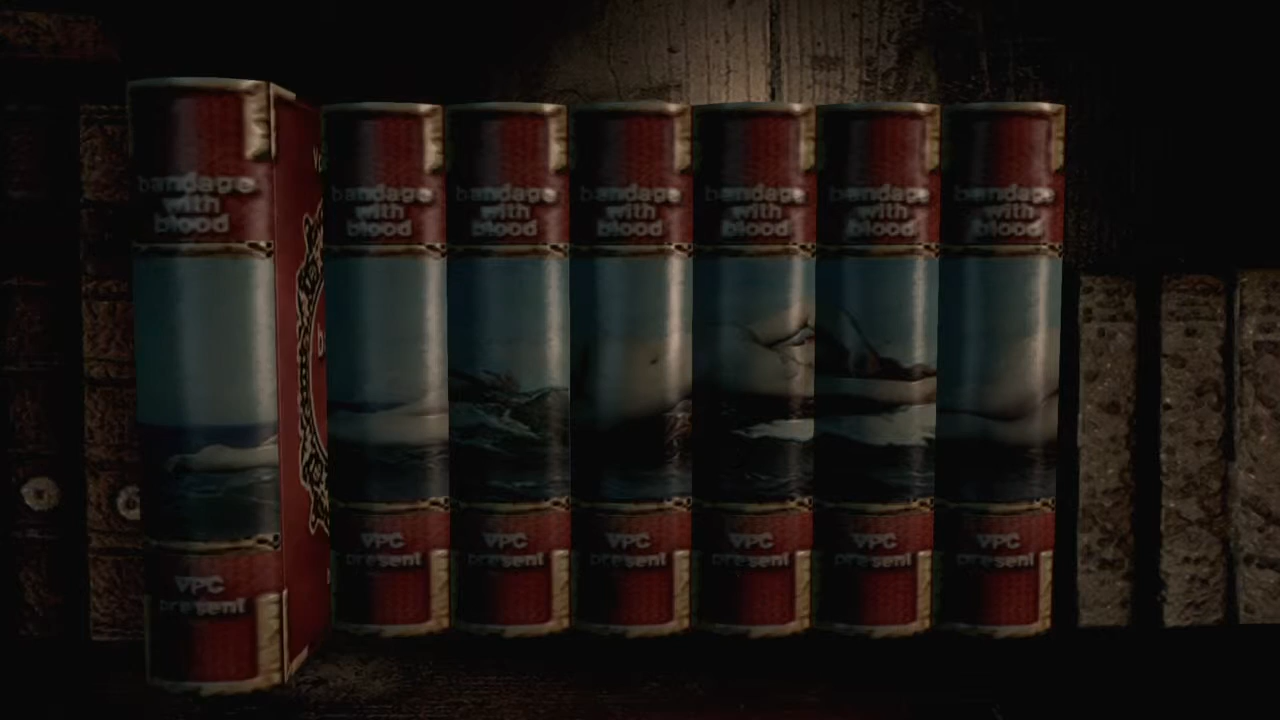 bandage
with
blood
VPC
present
bandage
with
blood
VPC
present
bandage
with
blood
VPC
present
bandage
with
blood
VPC
present
bandage
with
blood
VPC
present
bandage
with
blood
VPC
present
bandage
with
blood
VPC
present